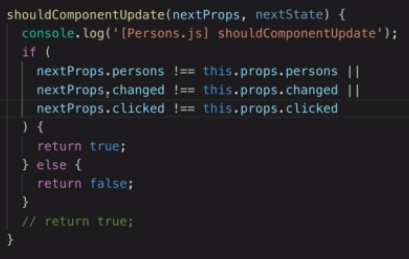 shouldComponentUpdate(nextProps, nextState) {
console.log('[Persons.js] shouldComponentUpdate');
if (
nextProps.persons !== this.props.persons ||
nextProps.changed !== this.props.changed ||
nextProps.clicked !== this.props.clicked
) {
return true;
} else {
return false;
}
// return true;
}